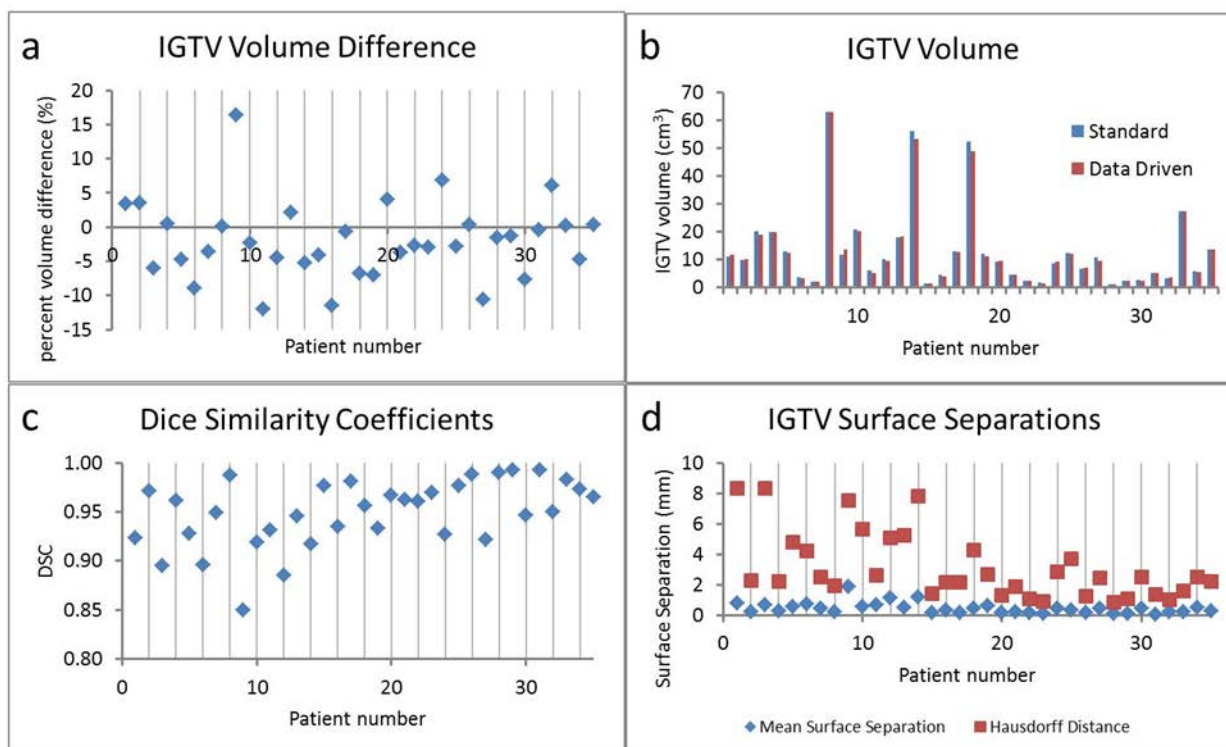 a
IGTV Volume Difference
percent volume difference (%)
20
15
10
5
0
-5
-10
-15
0
10
20
30
Patient number
b
IGTV Volume
IGTV volume (cm³)
70
60
50
40
30
20
10
0
Standard
Data Driven
10
20
30
Patient number
c
Dice Similarity Coefficients
DSC
1.00
0.95
0.90
0.85
0.80
0
10
20
30
Patient number
d
IGTV Surface Separations
Surface Separation (mm)
10
8
6
4
2
0
0
10
20
30
Patient number
Mean Surface Separation
Hausdorff Distance